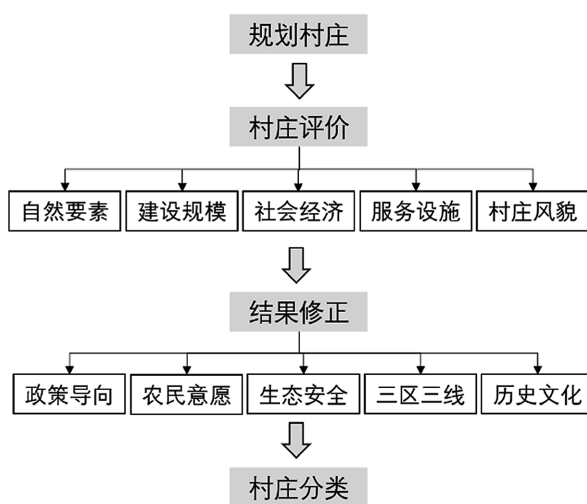 规划村庄
村庄评价
自然要素 建设规模 社会经济 服务设施 村庄风貌
结果修正
政策导向 农民意愿 生态安全 三区三线 历史文化
村庄分类